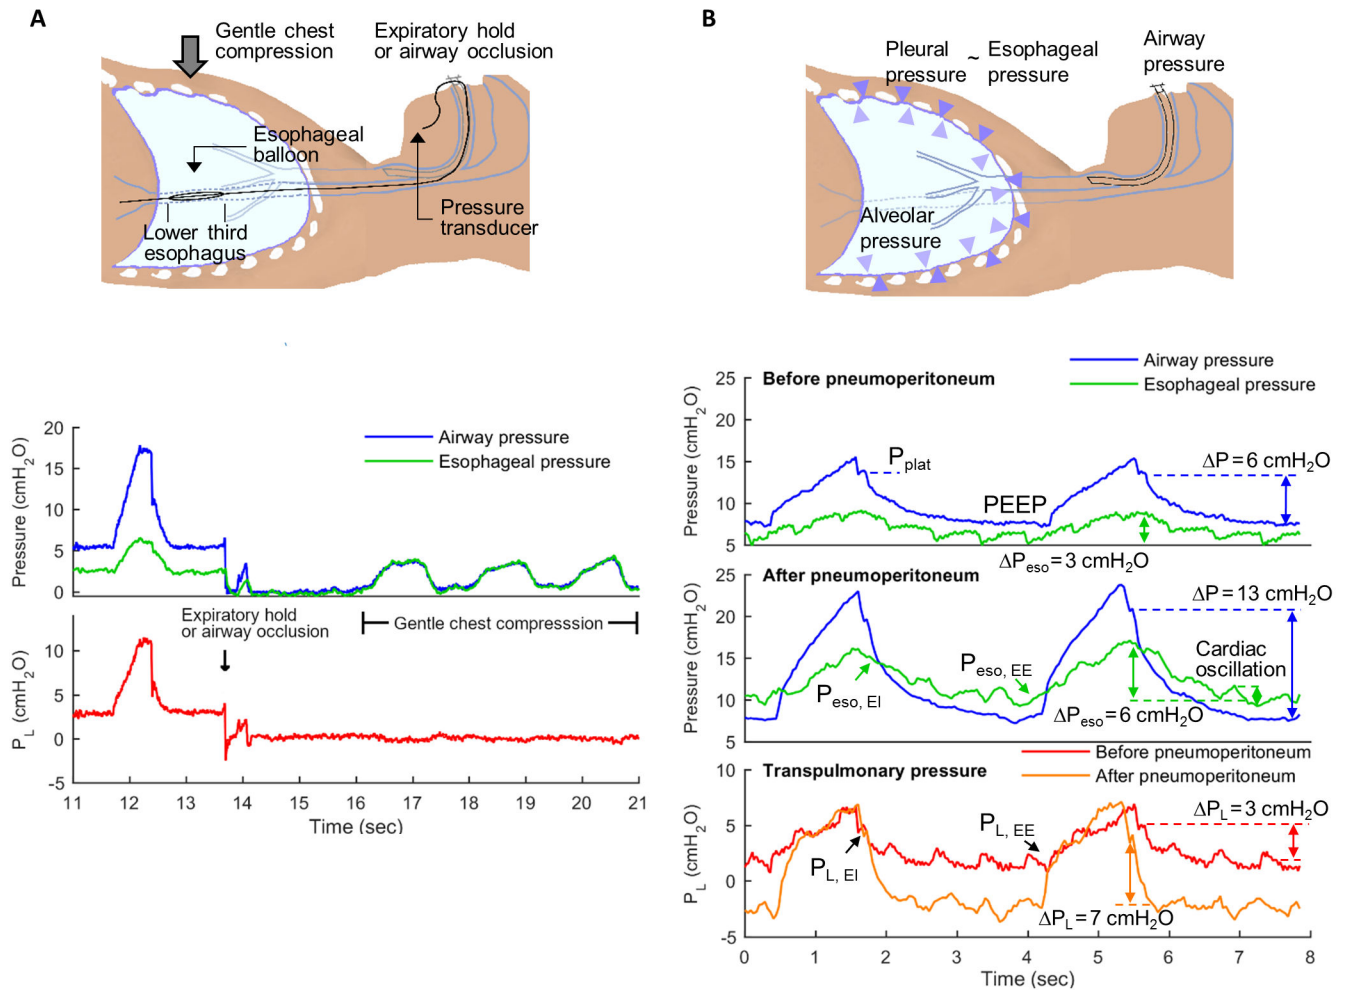 A
Gentle chest
compression
Expiratory hold
or airway occlusion
Esophageal
balloon
Pressure
transducer
Lower third
esophagus
20
15
10
5
0
Pressure (cmH2O)
Airway pressure
Esophageal pressure
Expiratory hold
or airway occlusion
Gentle chest compresssion
10
5
0
-5
PL (cmH2O)
11 12 13 14 15 16 17 18 19 20 21
Time (sec)
B
Pleural
pressure
~
Esophageal
pressure
Airway
pressure
Alveolar
pressure
Airway pressure
Esophageal pressure
Before pneumoperitoneum
25
20
15
10
5
Pressure (cmH2O)
Pplat
PEEP
ΔP = 6 cmH2O
ΔPeso = 3 cmH2O
After pneumoperitoneum
25
20
15
10
5
Pressure (cmH2O)
ΔP = 13 cmH2O
Cardiac
oscillation
Peso, EI
Peso, EE
ΔPeso = 6 cmH2O
Before pneumoperitoneum
After pneumoperitoneum
Transpulmonary pressure
10
5
0
-5
PL (cmH2O)
PL, EI
PL, EE
ΔPL = 3 cmH2O
ΔPL = 7 cmH2O
0 1 2 3 4 5 6 7 8
Time (sec)